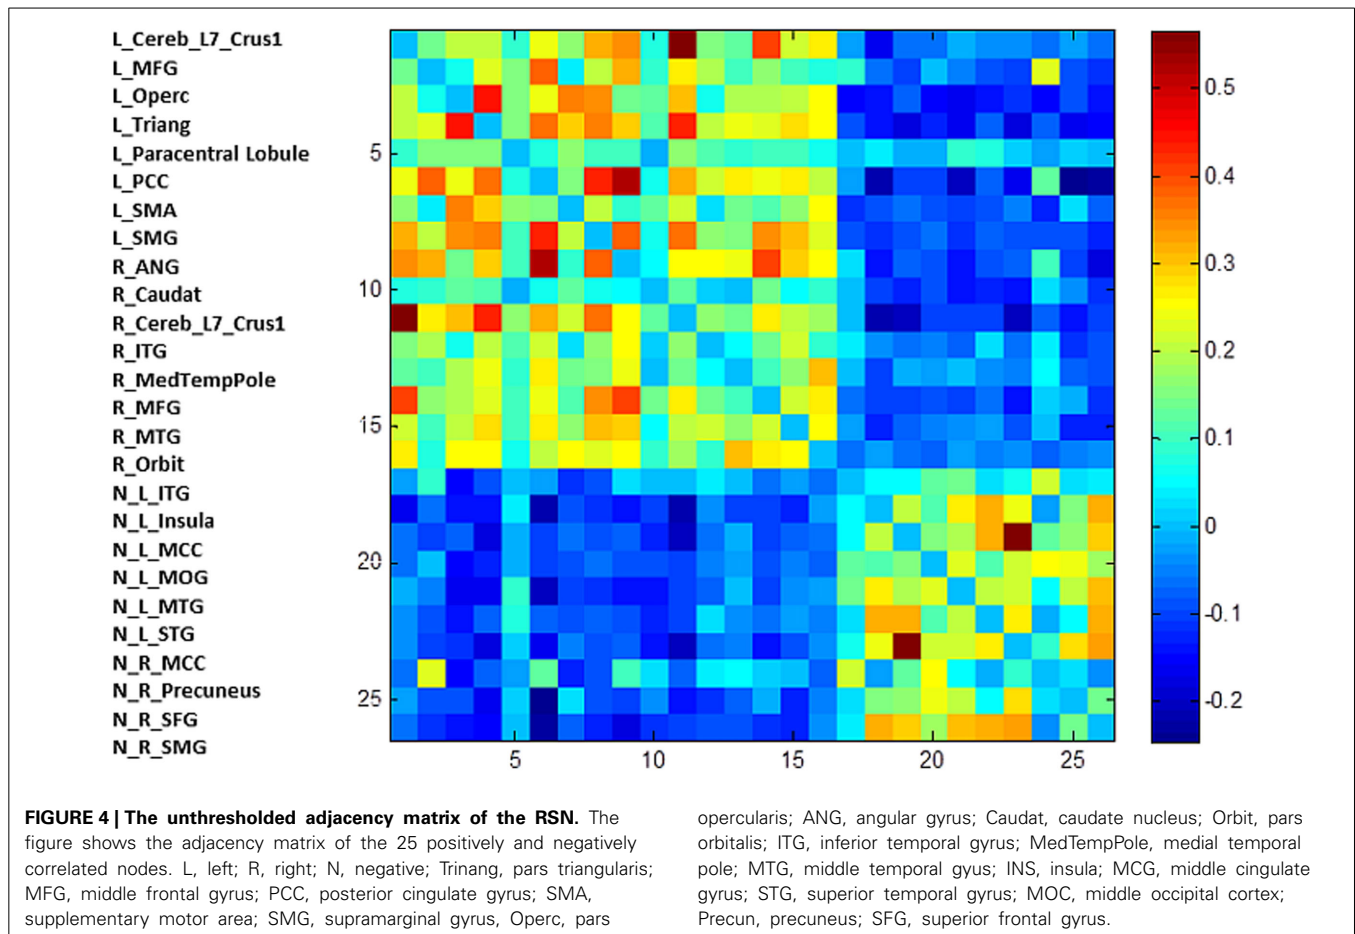 L_Cereb_L7_Crus1
L_MFG
L_Operc
L_Triang
L_Paracentral Lobule
L_PCC
L_SMA
L_SMG
R_ANG
R_Caudat
R_Cereb_L7_Crus1
R_ITG
R_MedTempPole
R_MFG
R_MTG
R_Orbit
N_L_ITG
N_L_Insula
N_L_MCC
N_L_MOG
N_L_MTG
N_L_STG
N_R_MCC
N_R_Precuneus
N_R_SFG
N_R_SMG
5
10
15
20
25
5
10
15
20
25
0.5
0.4
0.3
0.2
0.1
0
-0.1
-0.2
FIGURE 4 | The unthresholded adjacency matrix of the RSN. The
figure shows the adjacency matrix of the 25 positively and negatively
correlated nodes. L, left; R, right; N, negative; Trinang, pars triangularis;
MFG, middle frontal gyrus; PCC, posterior cingulate gyrus; SMA,
supplementary motor area; SMG, supramarginal gyrus, Operc, pars
opercularis; ANG, angular gyrus; Caudat, caudate nucleus; Orbit, pars
orbitalis; ITG, inferior temporal gyrus; MedTempPole, medial temporal
pole; MTG, middle temporal gyus; INS, insula; MCG, middle cingulate
gyrus; STG, superior temporal gyrus; MOC, middle occipital cortex;
Precun, precuneus; SFG, superior frontal gyrus.